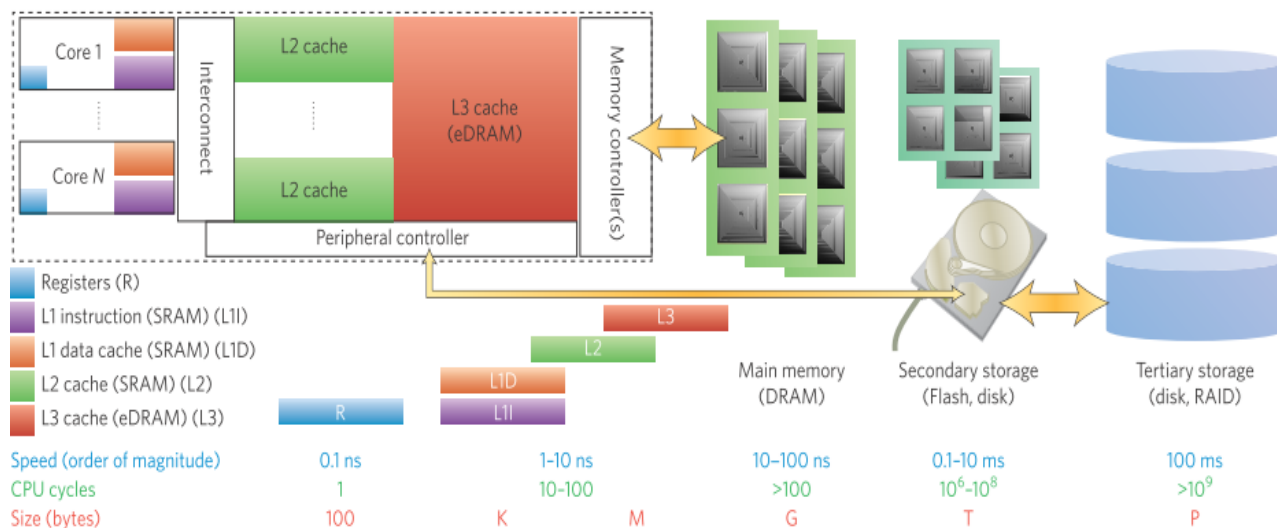 Core 1
Interconnect
L2 cache
L3 cache
(eDRAM)
Memory controller(s)
Core N
L2 cache
Peripheral controller
Registers (R)
L1 instruction (SRAM) (L1I)
L1 data cache (SRAM) (L1D)
L2 cache (SRAM) (L2)
L3 cache (eDRAM) (L3)
L3
L2
L1D
R
L1I
Main memory
(DRAM)
Secondary storage
(Flash, disk)
Tertiary storage
(disk, RAID)
Speed (order of magnitude) 0.1 ns 1–10 ns 10–100 ns 0.1–10 ms 100 ms
CPU cycles 1 10–100 >100 10⁶–10⁸ >10⁹
Size (bytes) 100 K M G T P